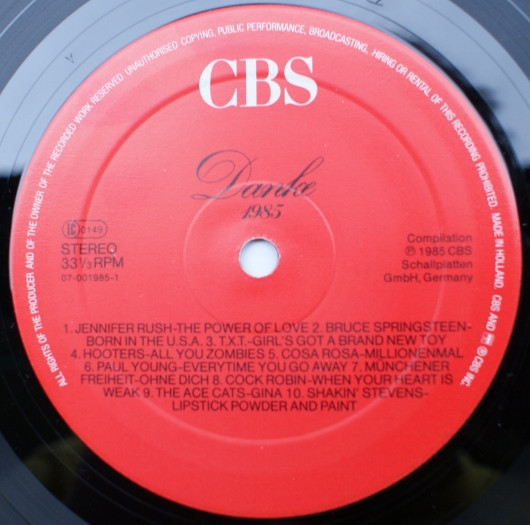 ALL RIGHTS OF THE PRODUCER AND OF THE OWNER OF THE RECORDED WORK RESERVED. UNAUTHORISED COPYING, PUBLIC PERFORMANCE, BROADCASTING, HIRING OR RENTAL OF THIS RECORDING PROHIBITED. MADE IN HOLLAND. CBS AND ® © CBS INC.
CBS
Danke
1985
LC 0149
STEREO
33⅓ RPM
07-001985-1
Compilation
℗ 1985 CBS
Schallplatten
GmbH, Germany
1. JENNIFER RUSH-THE POWER OF LOVE 2. BRUCE SPRINGSTEEN-
BORN IN THE U.S.A. 3. T.X.T.-GIRL'S GOT A BRAND NEW TOY
4. HOOTERS-ALL YOU ZOMBIES 5. COSA ROSA-MILLIONENMAL
6. PAUL YOUNG-EVERYTIME YOU GO AWAY 7. MÜNCHENER
FREIHEIT-OHNE DICH 8. COCK ROBIN-WHEN YOUR HEART IS
WEAK 9. THE ACE CATS-GINA 10. SHAKIN' STEVENS-
LIPSTICK POWDER AND PAINT